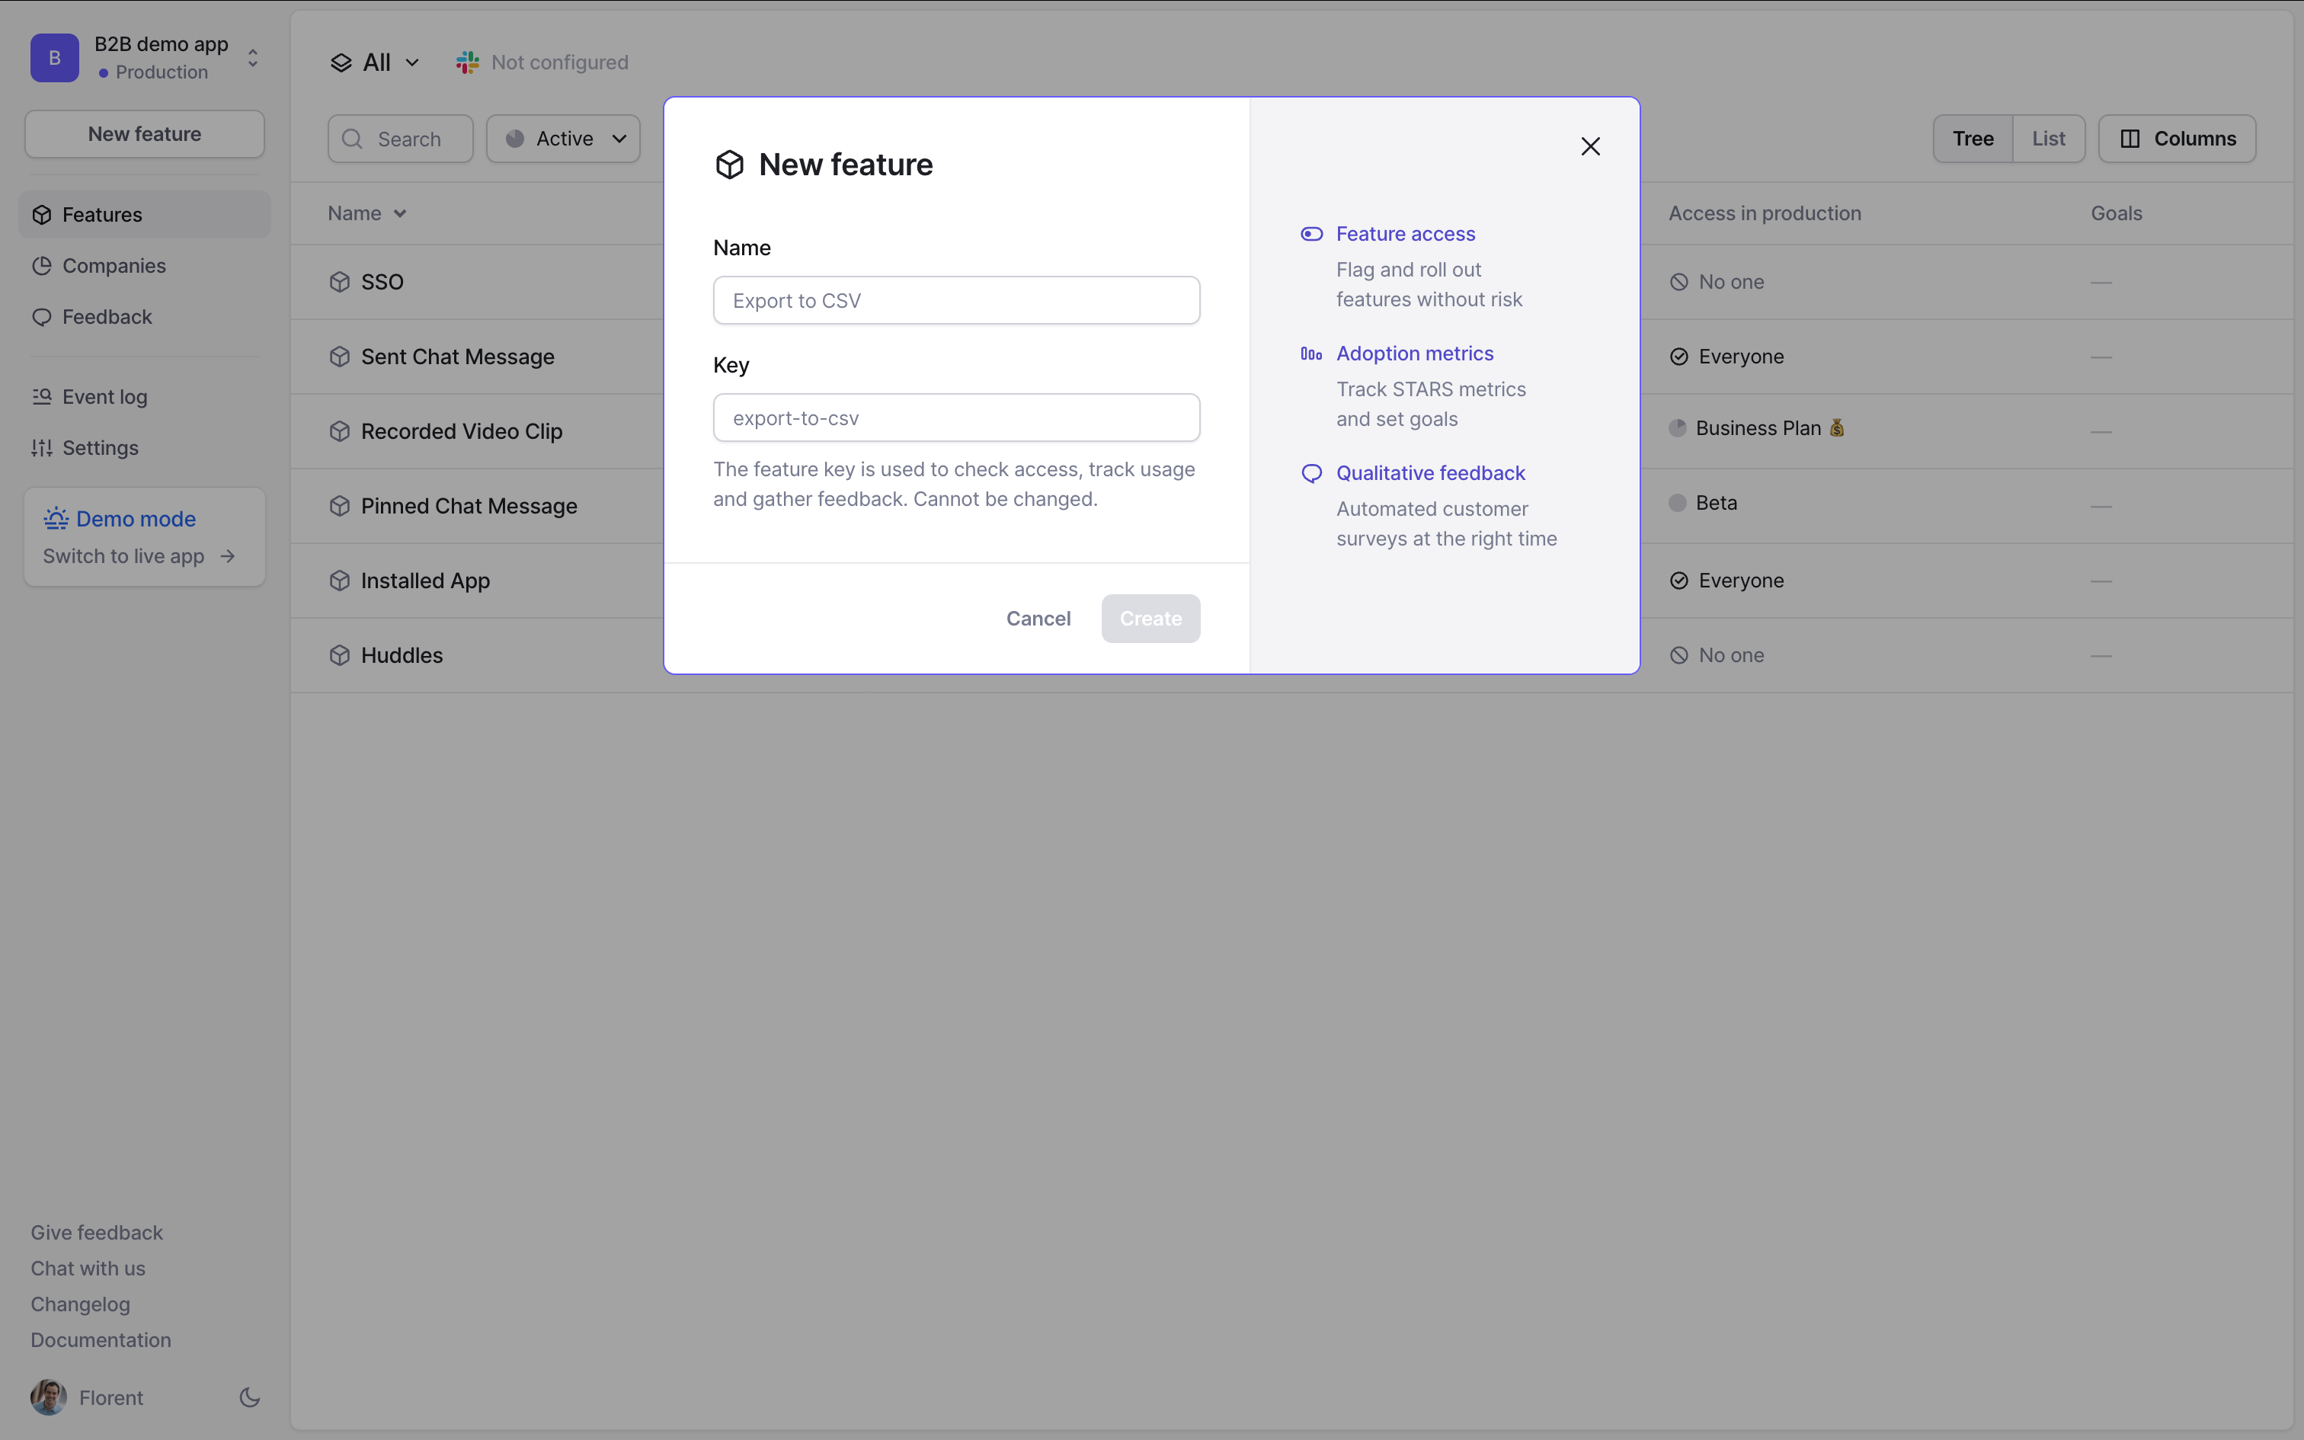 B
B2B demo app
Production
New feature
Features
Companies
Feedback
Event log
Settings
Demo mode
Switch to live app
Give feedback
Chat with us
Changelog
Documentation
Florent
All
Not configured
Search
Active
Tree
List
Columns
Name
Access in production
Goals
SSO
No one
—
Sent Chat Message
Everyone
—
Recorded Video Clip
Business Plan 💰
—
Pinned Chat Message
Beta
—
Installed App
Everyone
—
Huddles
No one
—
New feature
Name
Export to CSV
Key
export-to-csv
The feature key is used to check access, track usage
and gather feedback. Cannot be changed.
Cancel
Create
Feature access
Flag and roll out
features without risk
Adoption metrics
Track STARS metrics
and set goals
Qualitative feedback
Automated customer
surveys at the right time